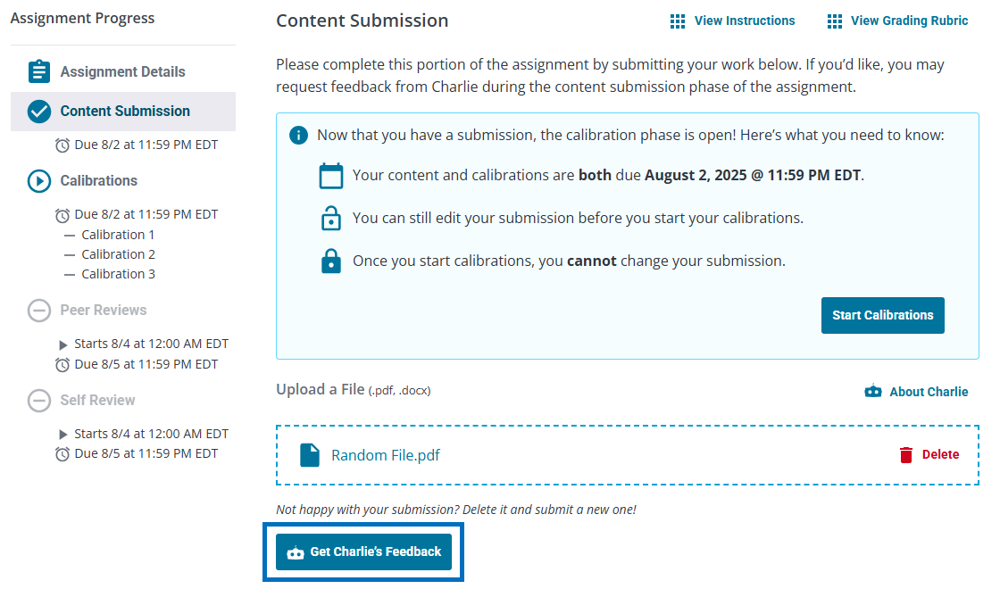 Assignment Progress
Assignment Details
Content Submission
Due 8/2 at 11:59 PM EDT
Calibrations
Due 8/2 at 11:59 PM EDT
— Calibration 1
— Calibration 2
— Calibration 3
Peer Reviews
Starts 8/4 at 12:00 AM EDT
Due 8/5 at 11:59 PM EDT
Self Review
Starts 8/4 at 12:00 AM EDT
Due 8/5 at 11:59 PM EDT
Content Submission
View Instructions
View Grading Rubric
Please complete this portion of the assignment by submitting your work below. If you’d like, you may
request feedback from Charlie during the content submission phase of the assignment.
Now that you have a submission, the calibration phase is open! Here’s what you need to know:
Your content and calibrations are both due August 2, 2025 @ 11:59 PM EDT.
You can still edit your submission before you start your calibrations.
Once you start calibrations, you cannot change your submission.
Start Calibrations
Upload a File (.pdf, .docx)
About Charlie
Random File.pdf
Delete
Not happy with your submission? Delete it and submit a new one!
Get Charlie’s Feedback